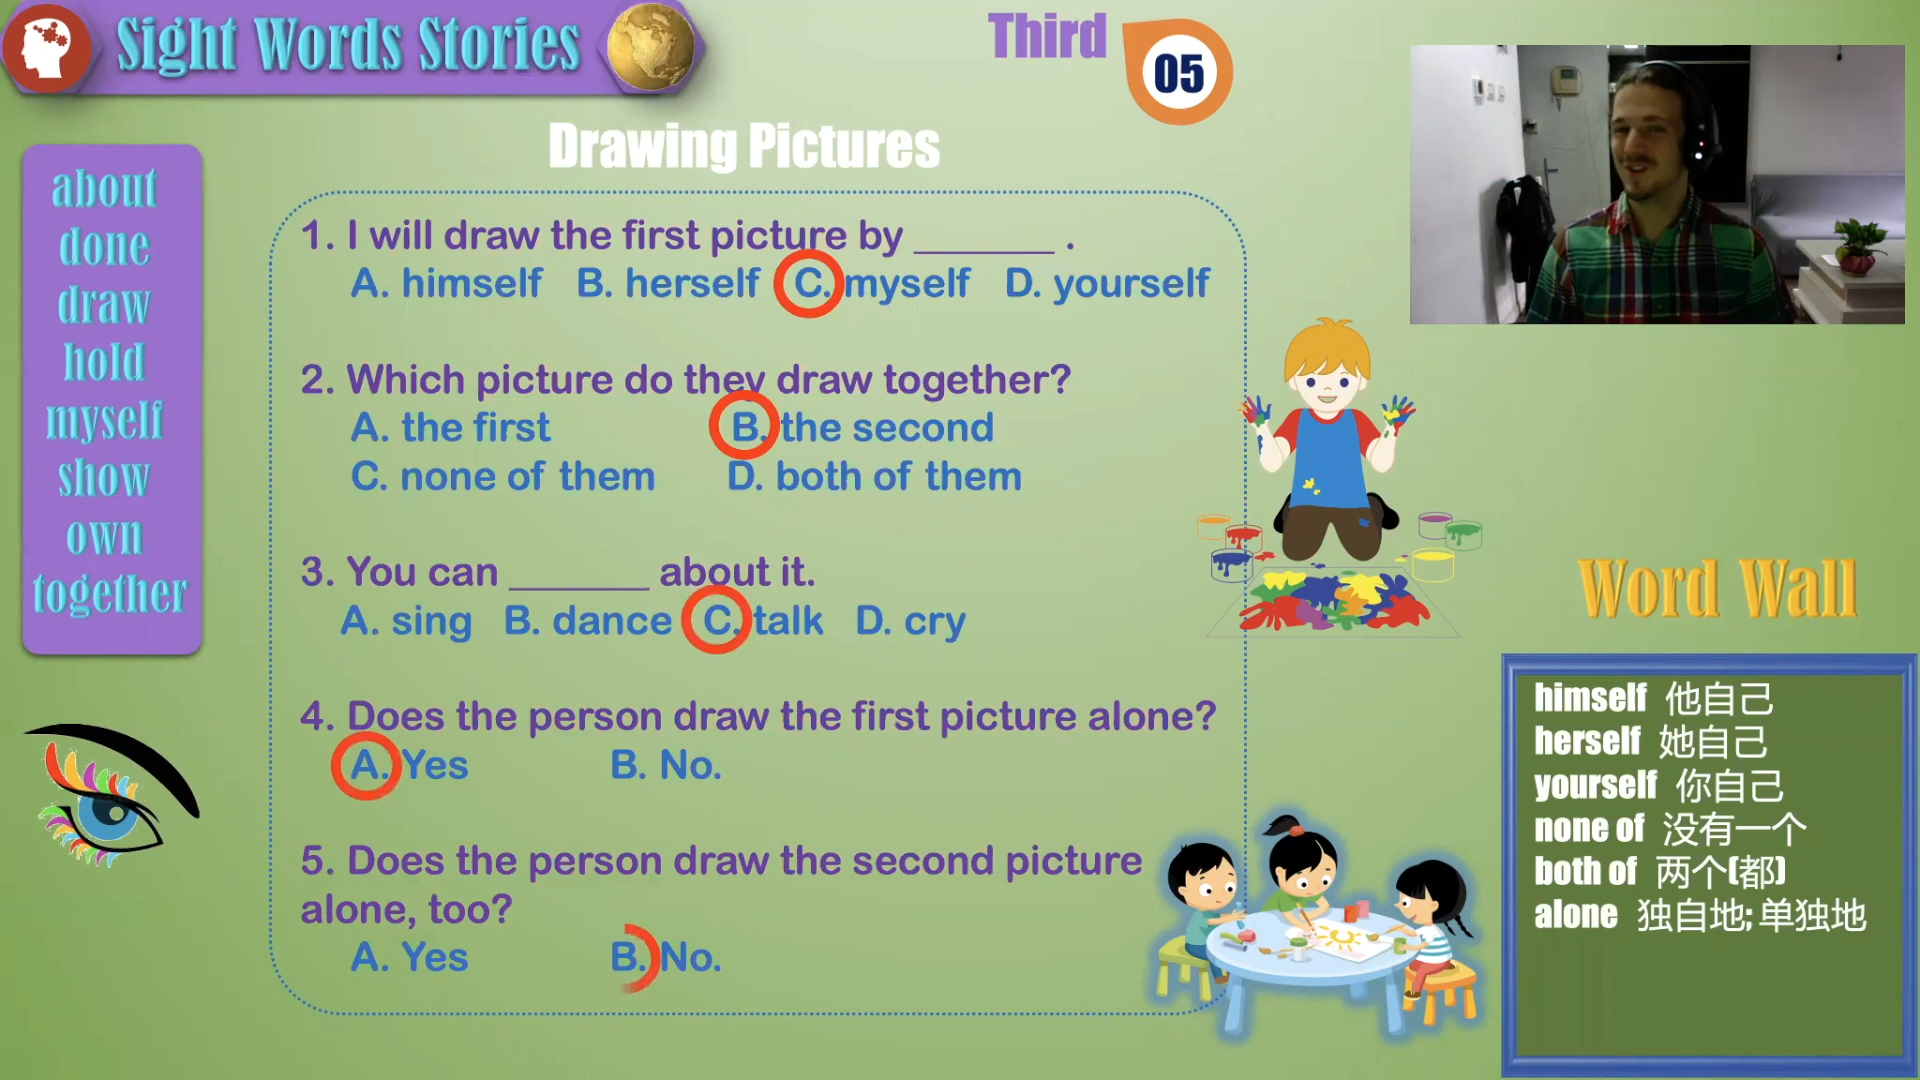 Sight Words Stories
Third
05
Drawing Pictures
about
done
draw
hold
myself
show
own
together
1. I will draw the first picture by _______ .
A. himself B. herself C. myself D. yourself
2. Which picture do they draw together?
A. the first B. the second
C. none of them D. both of them
3. You can _______ about it.
A. sing B. dance C. talk D. cry
4. Does the person draw the first picture alone?
A. Yes B. No.
5. Does the person draw the second picture
alone, too?
A. Yes B. No.
Word Wall
himself 他自己
herself 她自己
yourself 你自己
none of 没有一个
both of 两个(都)
alone 独自地; 单独地